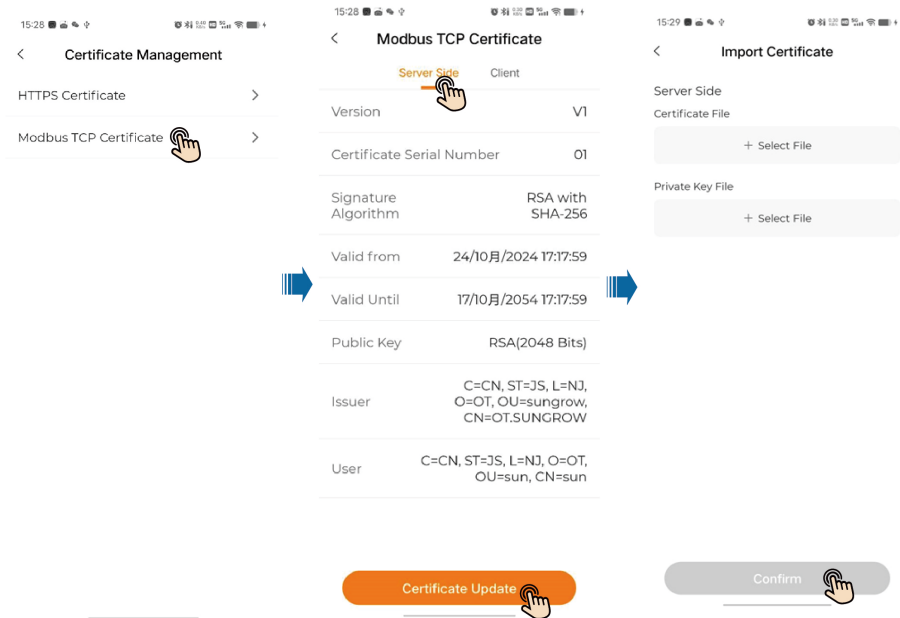 15:28
Certificate Management
HTTPS Certificate
Modbus TCP Certificate
15:28
Modbus TCP Certificate
Server Side
Client
Version
V1
Certificate Serial Number
01
Signature
Algorithm
RSA with
SHA-256
Valid from
24/10月/2024 17:17:59
Valid Until
17/10月/2054 17:17:59
Public Key
RSA(2048 Bits)
Issuer
C=CN, ST=JS, L=NJ,
O=OT, OU=sungrow,
CN=OT.SUNGROW
User
C=CN, ST=JS, L=NJ, O=OT,
OU=sun, CN=sun
Certificate Update
15:29
Import Certificate
Server Side
Certificate File
+ Select File
Private Key File
+ Select File
Confirm